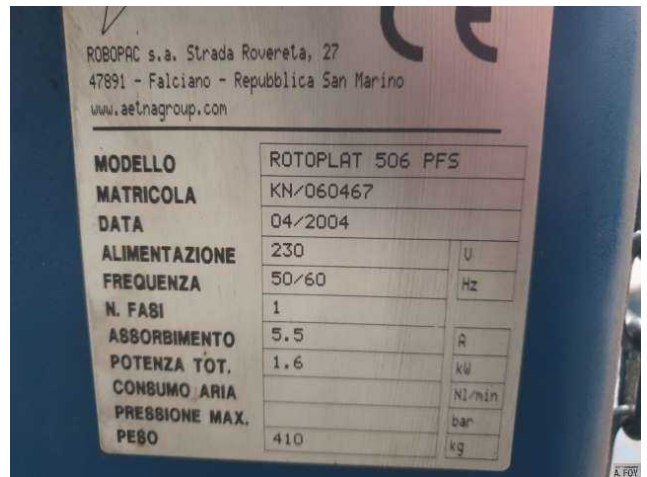 CE
ROBOPAC s.a. Strada Rovereta, 27
47891 - Falciano - Repubblica San Marino
www.aetnagroup.com
MODELLO ROTOPLAT 506 PFS
MATRICOLA KN/060467
DATA 04/2004
ALIMENTAZIONE 230 V
FREQUENZA 50/60 Hz
N. FASI 1
ASSORBIMENTO 5.5 A
POTENZA TOT. 1.6 kW
CONSUMO ARIA Nl/min
PRESSIONE MAX. bar
PESO 410 kg
A. FOY